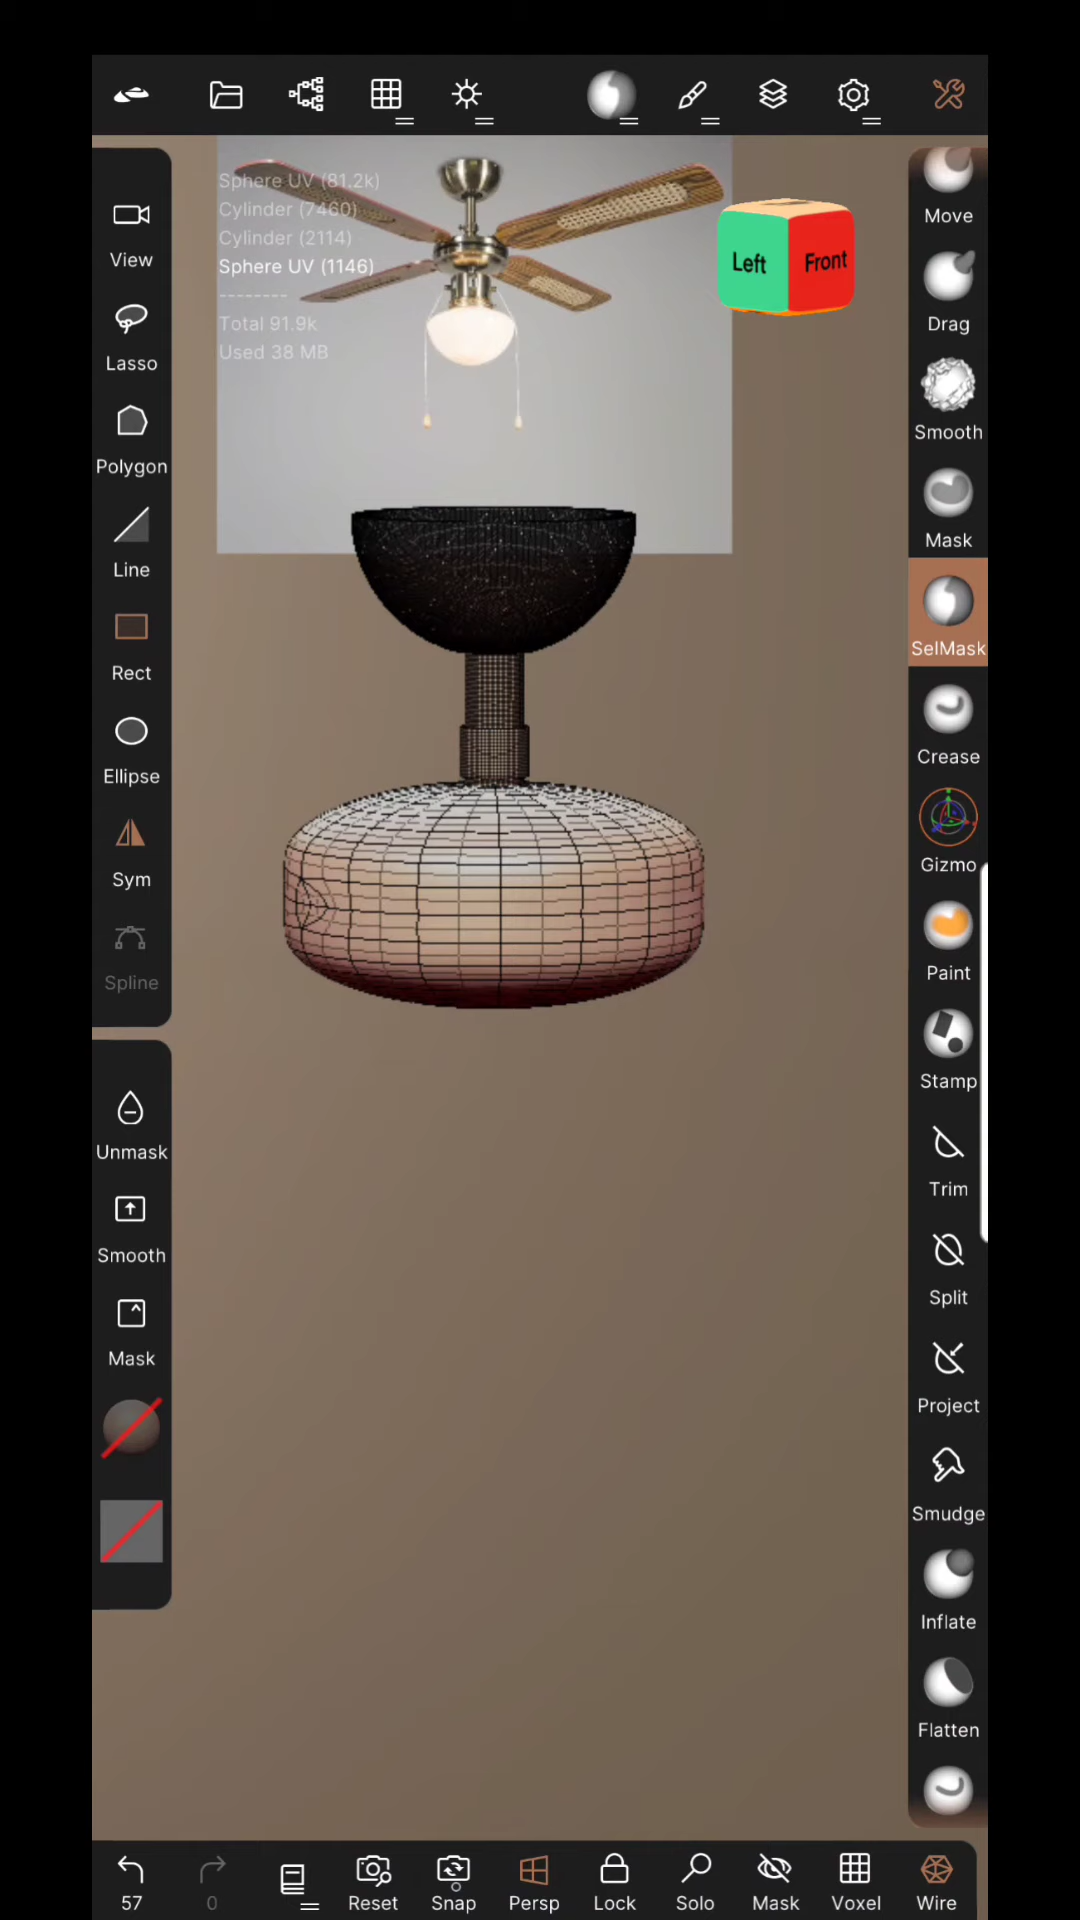 Sphere UV (81.2k)
Cylinder (7460)
Cylinder (2114)
Sphere UV (1146)
--------
Total 91.9k
Used 38 MB
Left
Front
View
Lasso
Polygon
Line
Rect
Ellipse
Sym
Spline
Unmask
Smooth
Mask
Move
Drag
Smooth
Mask
SelMask
Crease
Gizmo
Paint
Stamp
Trim
Split
Project
Smudge
Inflate
Flatten
57
0
Reset
Snap
Persp
Lock
Solo
Mask
Voxel
Wire